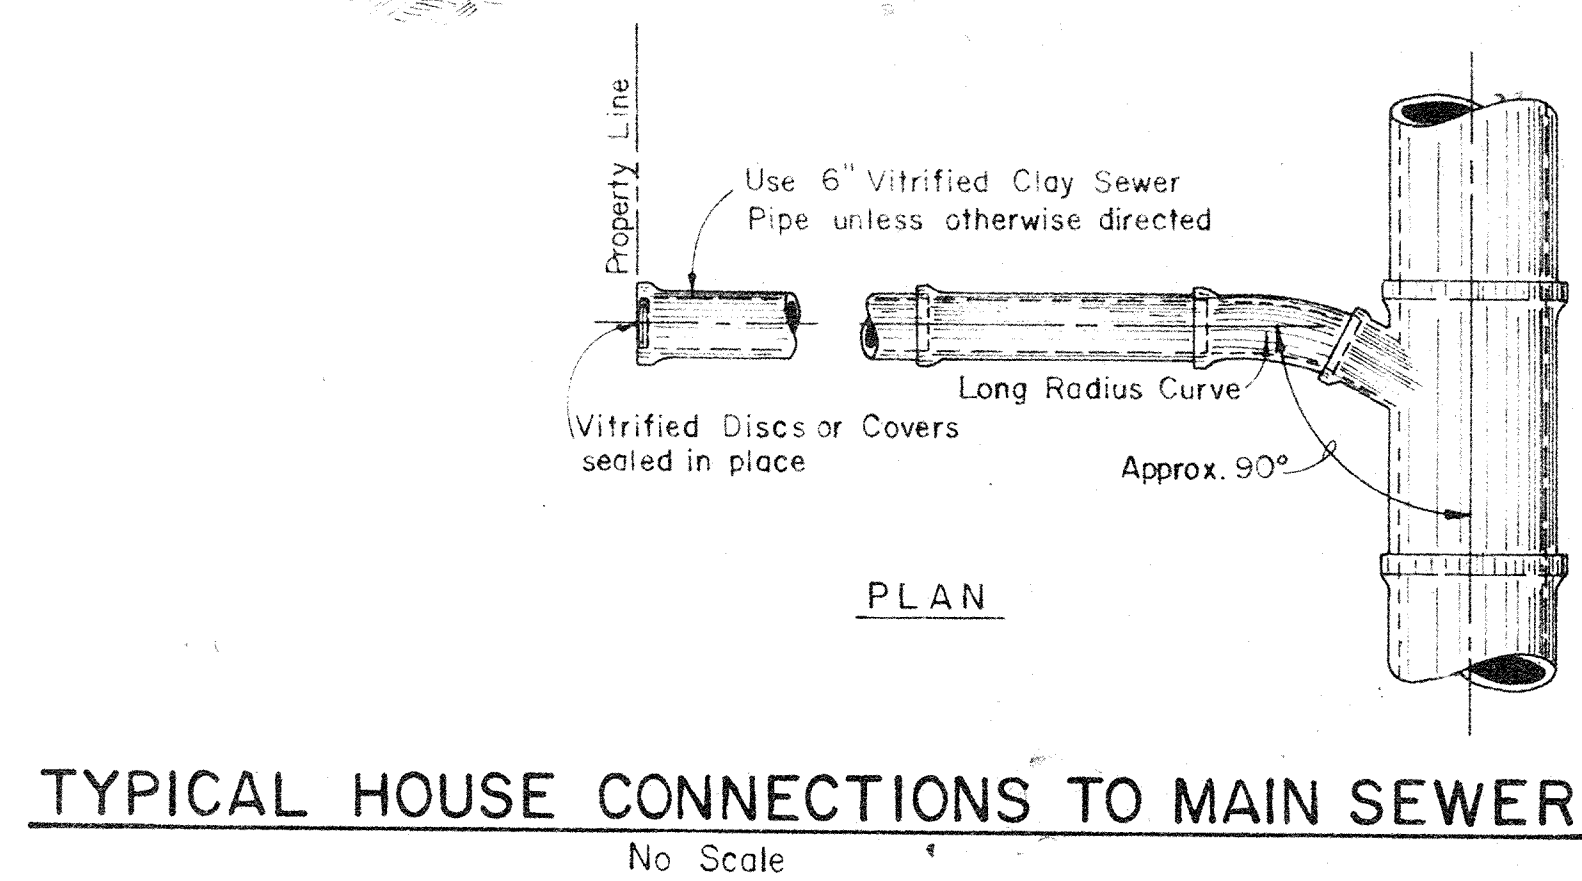 Property Line
Use 6" Vitrified Clay Sewer
Pipe unless otherwise directed
Long Radius Curve
Vitrified Discs or Covers
sealed in place
Approx. 90°
PLAN
TYPICAL HOUSE CONNECTIONS TO MAIN SEWER
No Scale